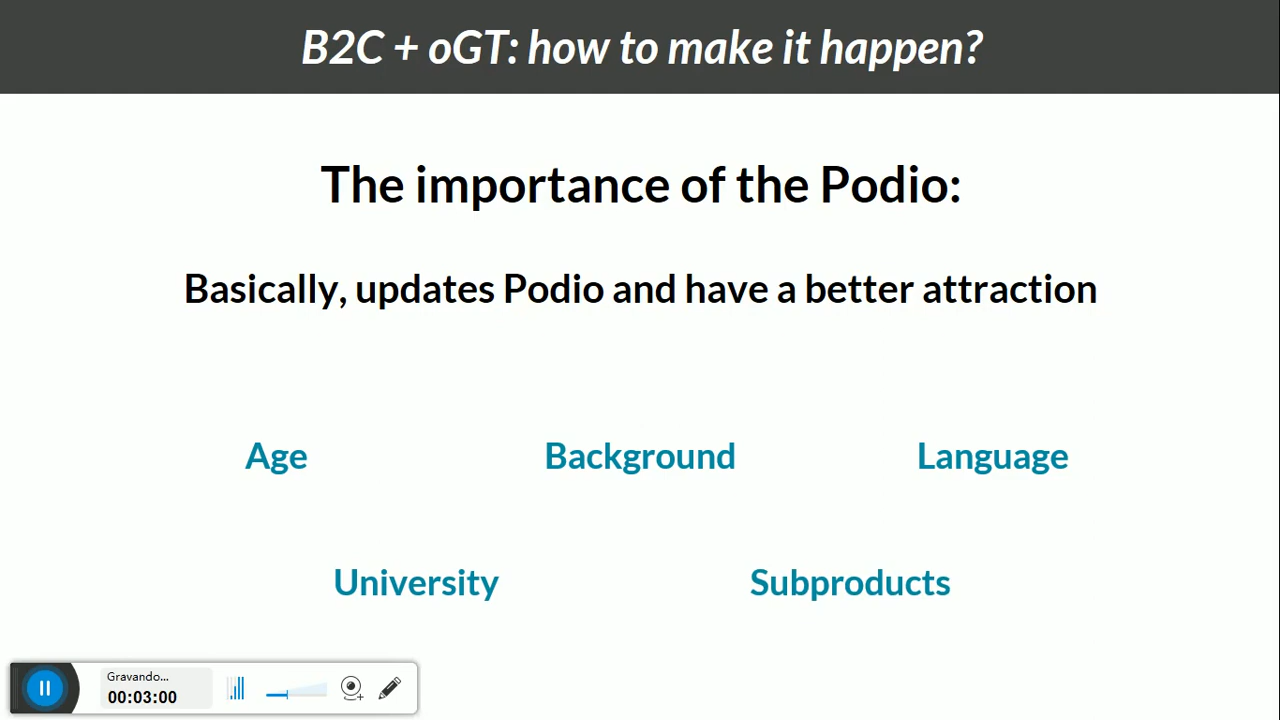 B2C + oGT: how to make it happen?
The importance of the Podio:
Basically, updates Podio and have a better attraction
Age Background Language
University Subproducts
Gravando...
00:03:00